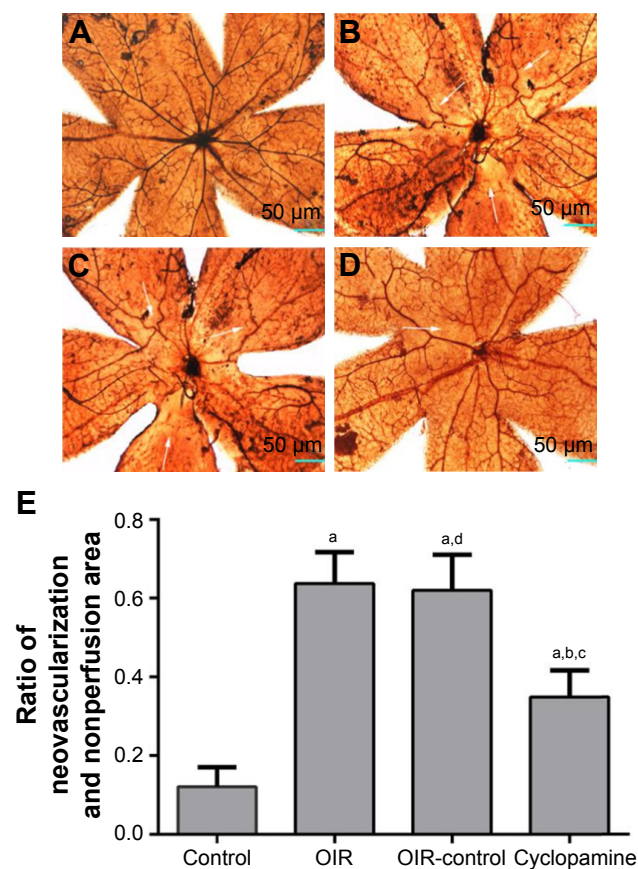 A
B
50 µm
50 µm
C
D
50 µm
50 µm
E
Ratio of
neovascularization
and nonperfusion area
0.8
0.6
0.4
0.2
0.0
a
a,d
a,b,c
Control
OIR
OIR-control
Cyclopamine